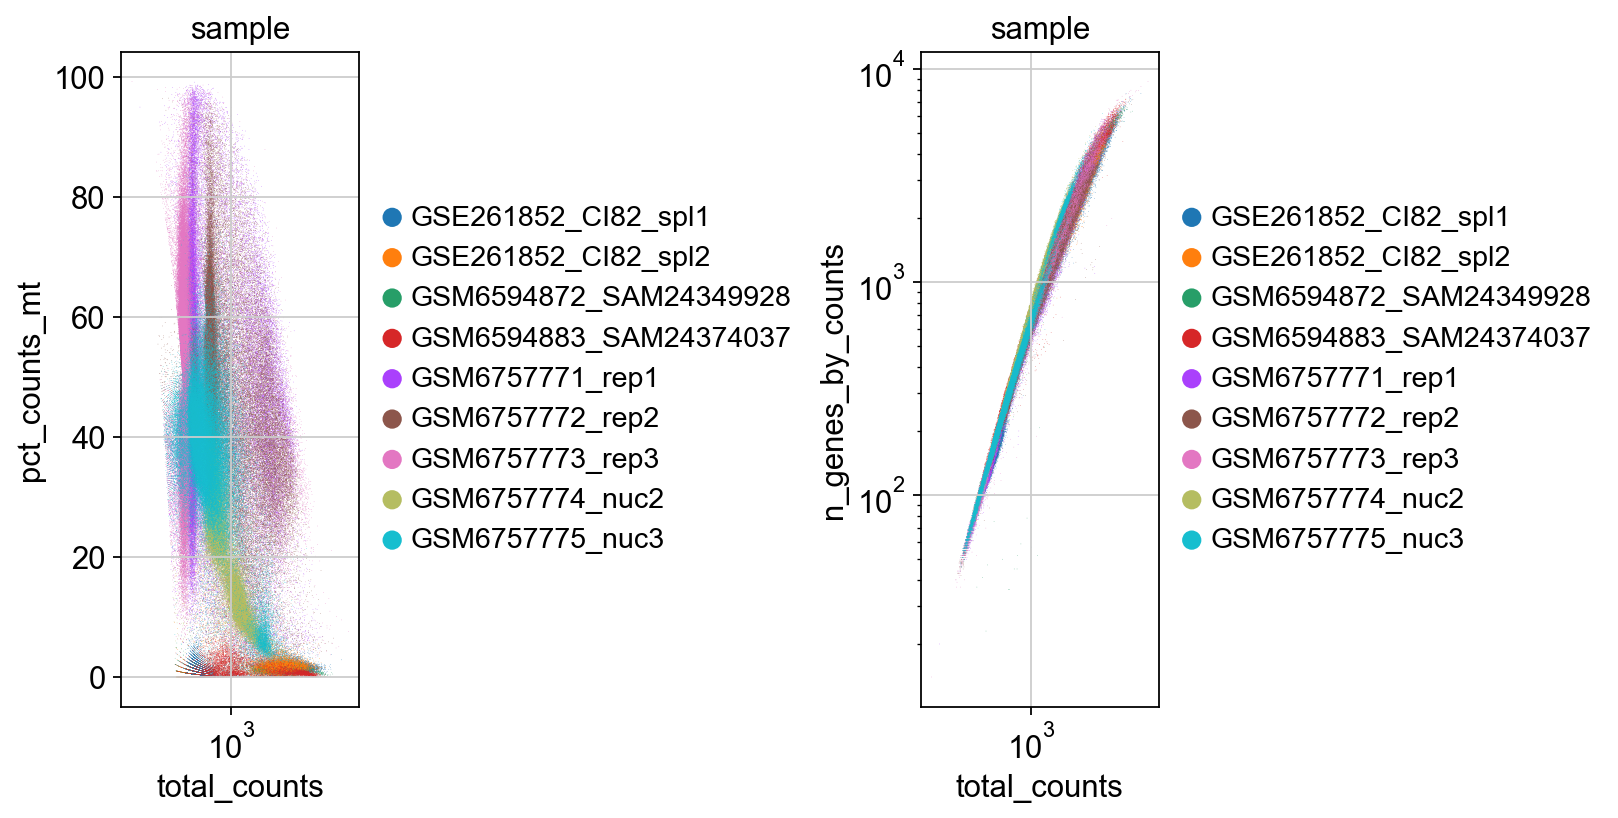 sample
pct_counts_mt
100
80
60
40
20
0
10^3
total_counts
GSE261852_CI82_spl1
GSE261852_CI82_spl2
GSM6594872_SAM24349928
GSM6594883_SAM24374037
GSM6757771_rep1
GSM6757772_rep2
GSM6757773_rep3
GSM6757774_nuc2
GSM6757775_nuc3
sample
n_genes_by_counts
10^4
10^3
10^2
10^3
total_counts
GSE261852_CI82_spl1
GSE261852_CI82_spl2
GSM6594872_SAM24349928
GSM6594883_SAM24374037
GSM6757771_rep1
GSM6757772_rep2
GSM6757773_rep3
GSM6757774_nuc2
GSM6757775_nuc3